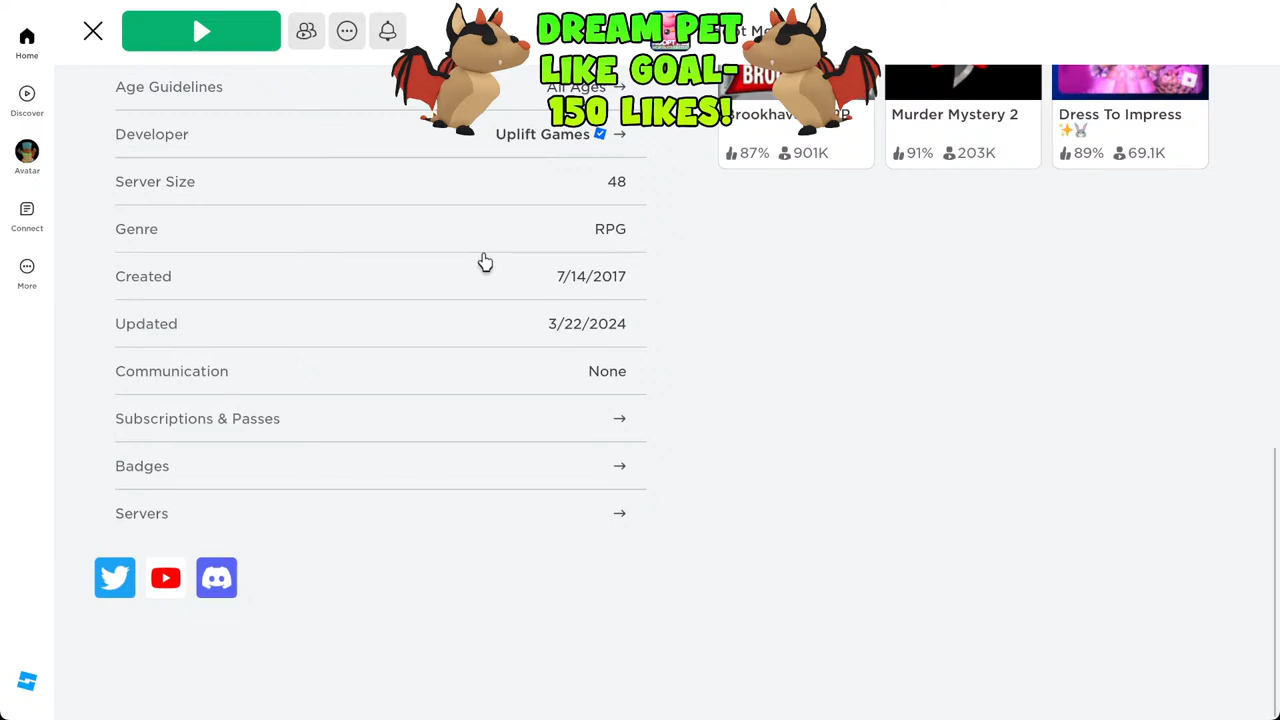 DREAM PET
LIKE GOAL-
150 LIKES!
Home
Discover
Avatar
Connect
More
Age Guidelines
All Ages
Developer
Uplift Games
Server Size
48
Genre
RPG
Created
7/14/2017
Updated
3/22/2024
Communication
None
Subscriptions & Passes
Badges
Servers
87% 901K
Murder Mystery 2
91% 203K
Dress To Impress
89% 69.1K